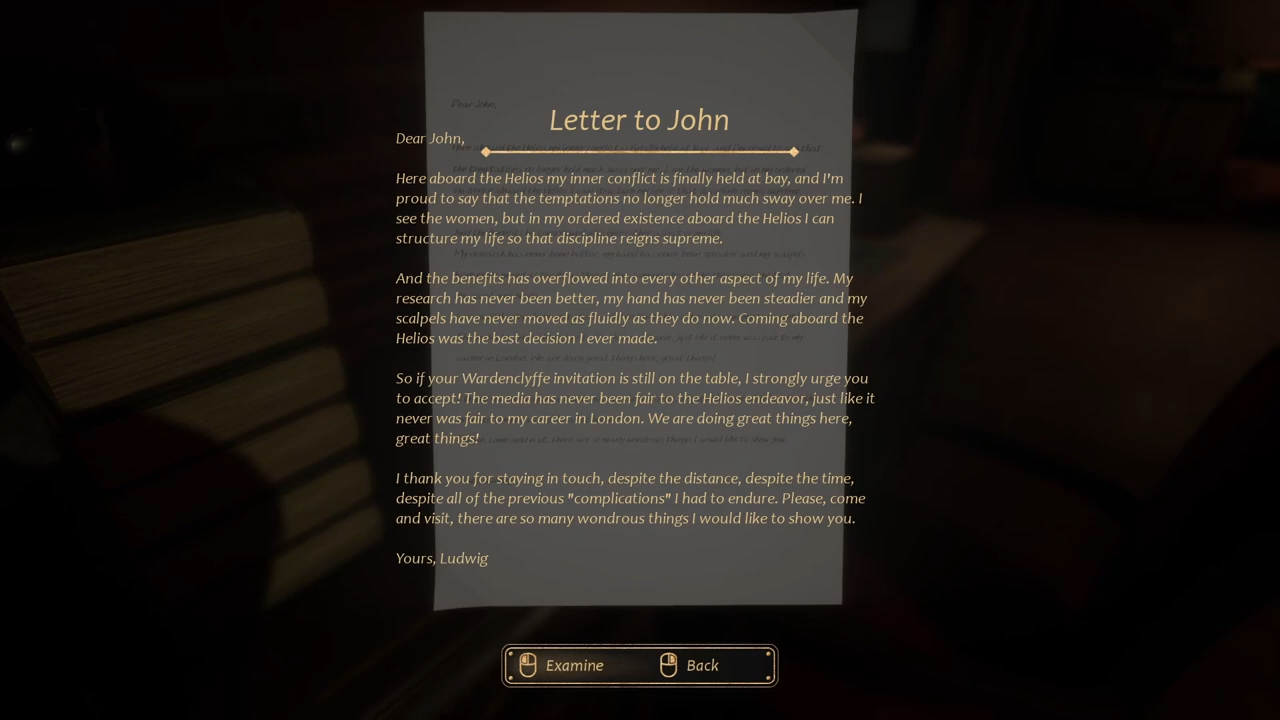 Letter to John
Dear John,
Here aboard the Helios my inner conflict is finally held at bay, and I'm
proud to say that the temptations no longer hold much sway over me. I
see the women, but in my ordered existence aboard the Helios I can
structure my life so that discipline reigns supreme.
And the benefits has overflowed into every other aspect of my life. My
research has never been better, my hand has never been steadier and my
scalpels have never moved as fluidly as they do now. Coming aboard the
Helios was the best decision I ever made.
So if your Wardenclyffe invitation is still on the table, I strongly urge you
to accept! The media has never been fair to the Helios endeavor, just like it
never was fair to my career in London. We are doing great things here,
great things!
I thank you for staying in touch, despite the distance, despite the time,
despite all of the previous "complications" I had to endure. Please, come
and visit, there are so many wondrous things I would like to show you.
Yours, Ludwig
Examine
Back